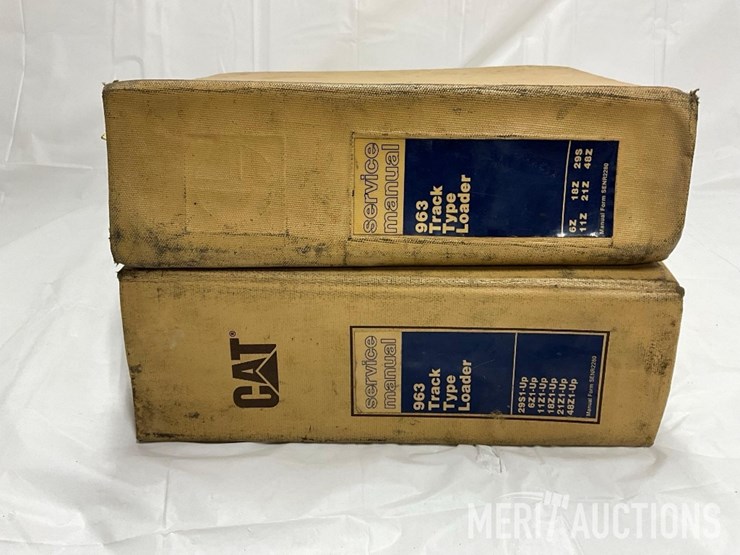 service
manual
963
Track
Type
Loader
6Z 18Z 29S
11Z 21Z 48Z
Manual Form SENR2280
CAT®
service
manual
963
Track
Type
Loader
29S1-Up
6Z1-Up
11Z1-Up
18Z1-Up
21Z1-Up
48Z1-Up
Manual Form SENR2280
MERIT AUCTIONS